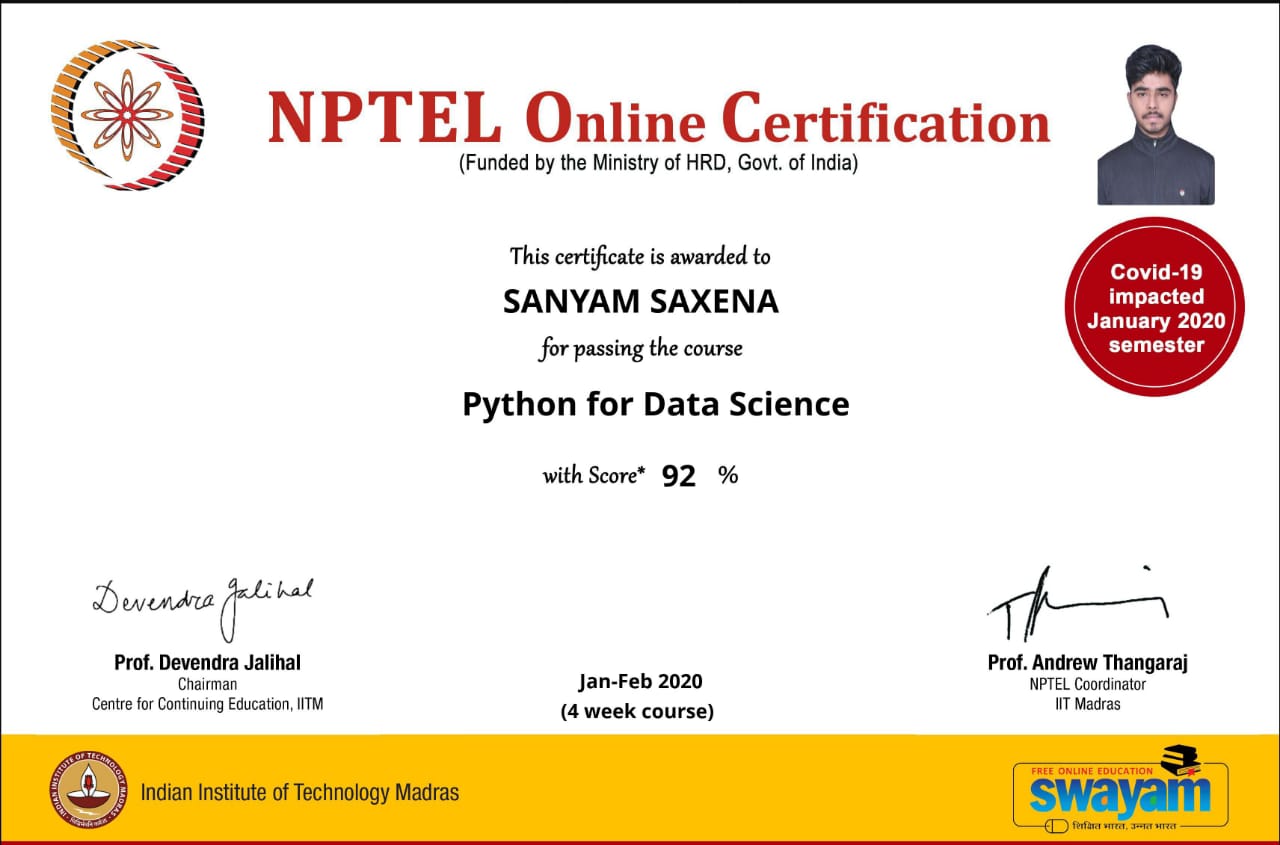 NPTEL Online Certification
(Funded by the Ministry of HRD, Govt. of India)
This certificate is awarded to
SANYAM SAXENA
for passing the course
Python for Data Science
with Score* 92 %
Covid-19
impacted
January 2020
semester
Devendra Jalihal
Prof. Devendra Jalihal
Chairman
Centre for Continuing Education, IITM
Jan-Feb 2020
(4 week course)
Prof. Andrew Thangaraj
NPTEL Coordinator
IIT Madras
INDIAN INSTITUTE OF TECHNOLOGY MADRAS
Indian Institute of Technology Madras
FREE ONLINE EDUCATION
swayam
शिक्षित भारत, उन्नत भारत